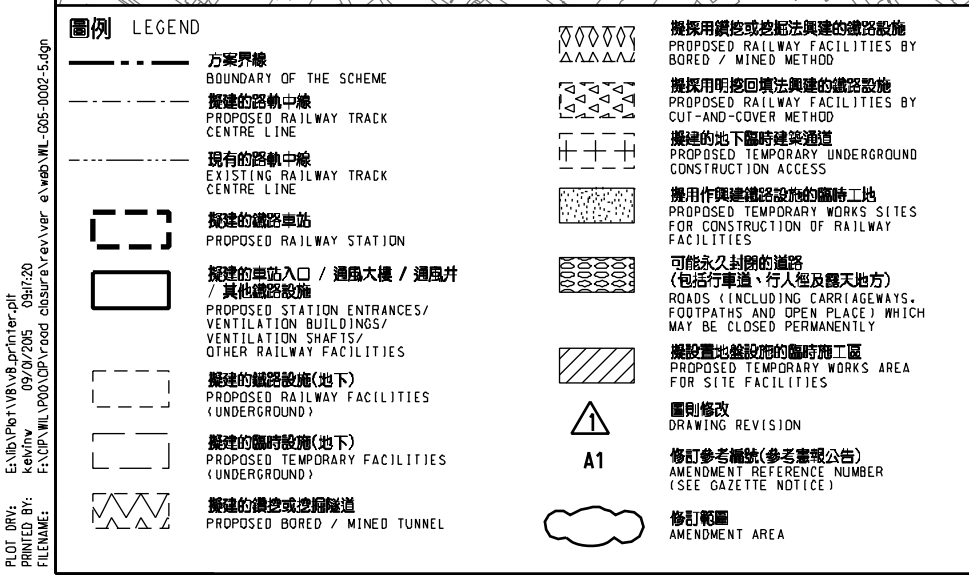 圖例 LEGEND
方案界線
BOUNDARY OF THE SCHEME
擬建的路軌中線
PROPOSED RAILWAY TRACK
CENTRE LINE
現有的路軌中線
EXISTING RAILWAY TRACK
CENTRE LINE
擬建的鐵路車站
PROPOSED RAILWAY STATION
擬建的車站入口 / 通風大樓 / 通風井
/ 其他鐵路設施
PROPOSED STATION ENTRANCES/
VENTILATION BUILDINGS/
VENTILATION SHAFTS/
OTHER RAILWAY FACILITIES
擬建的鐵路設施(地下)
PROPOSED RAILWAY FACILITIES
(UNDERGROUND)
擬建的臨時設施(地下)
PROPOSED TEMPORARY FACILITIES
(UNDERGROUND)
擬建的鑽挖或挖掘隧道
PROPOSED BORED / MINED TUNNEL
擬採用鑽挖或挖掘法興建的鐵路設施
PROPOSED RAILWAY FACILITIES BY
BORED / MINED METHOD
擬採用明挖回填法興建的鐵路設施
PROPOSED RAILWAY FACILITIES BY
CUT-AND-COVER METHOD
擬建的地下臨時建築通道
PROPOSED TEMPORARY UNDERGROUND
CONSTRUCTION ACCESS
擬用作興建鐵路設施的臨時工地
PROPOSED TEMPORARY WORKS SITES
FOR CONSTRUCTION OF RAILWAY
FACILITIES
可能永久封閉的道路
(包括行車道、行人徑及露天地方)
ROADS (INCLUDING CARRIAGEWAYS,
FOOTPATHS AND OPEN PLACE) WHICH
MAY BE CLOSED PERMANENTLY
擬設置地盤設施的臨時施工區
PROPOSED TEMPORARY WORKS AREA
FOR SITE FACILITIES
1
圖則修改
DRAWING REVISION
A1
修訂參考編號(參考憲報公告)
AMENDMENT REFERENCE NUMBER
(SEE GAZETTE NOTICE)
修訂範圍
AMENDMENT AREA
PLOT DRV: E:\lib\Plot\V8\V8_printer.plt
PRINTED BY: kelvinw 09/01/2015 09:17:20
FILENAME: F:\CIP\WIL\P00\CIP\road closure\rev\ver e\web\WIL-G05-0002-5.dgn